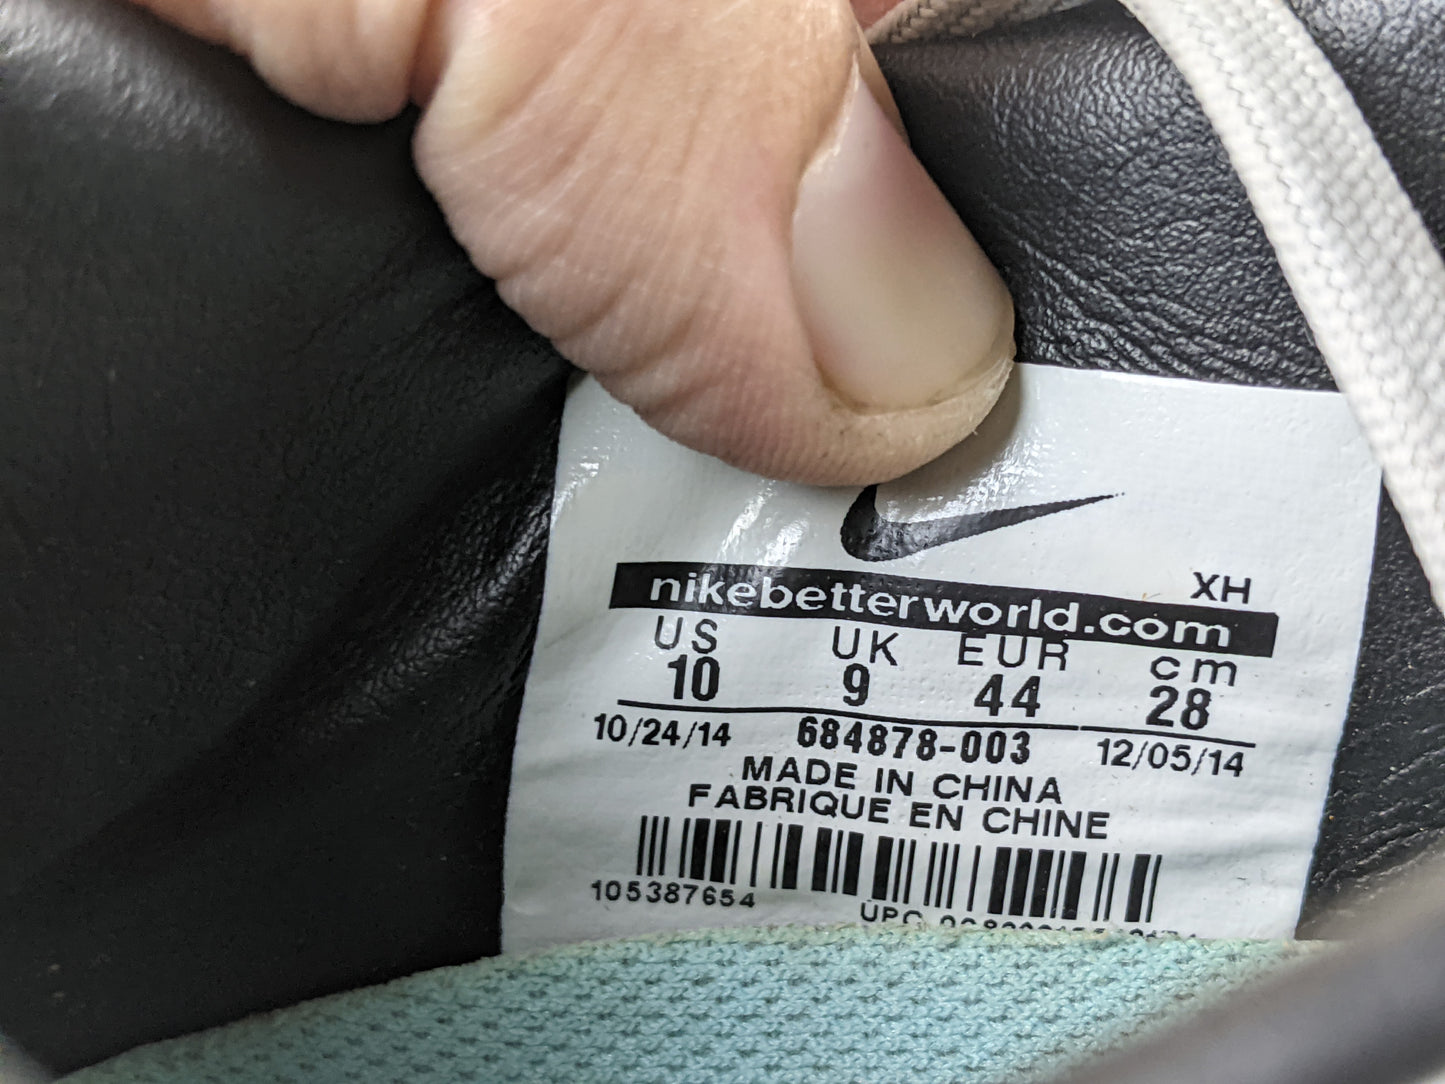 XH
nikebetterworld.com
US UK EUR cm
10 9 44 28
10/24/14 684878-003 12/05/14
MADE IN CHINA
FABRIQUE EN CHINE
105387654
UPC